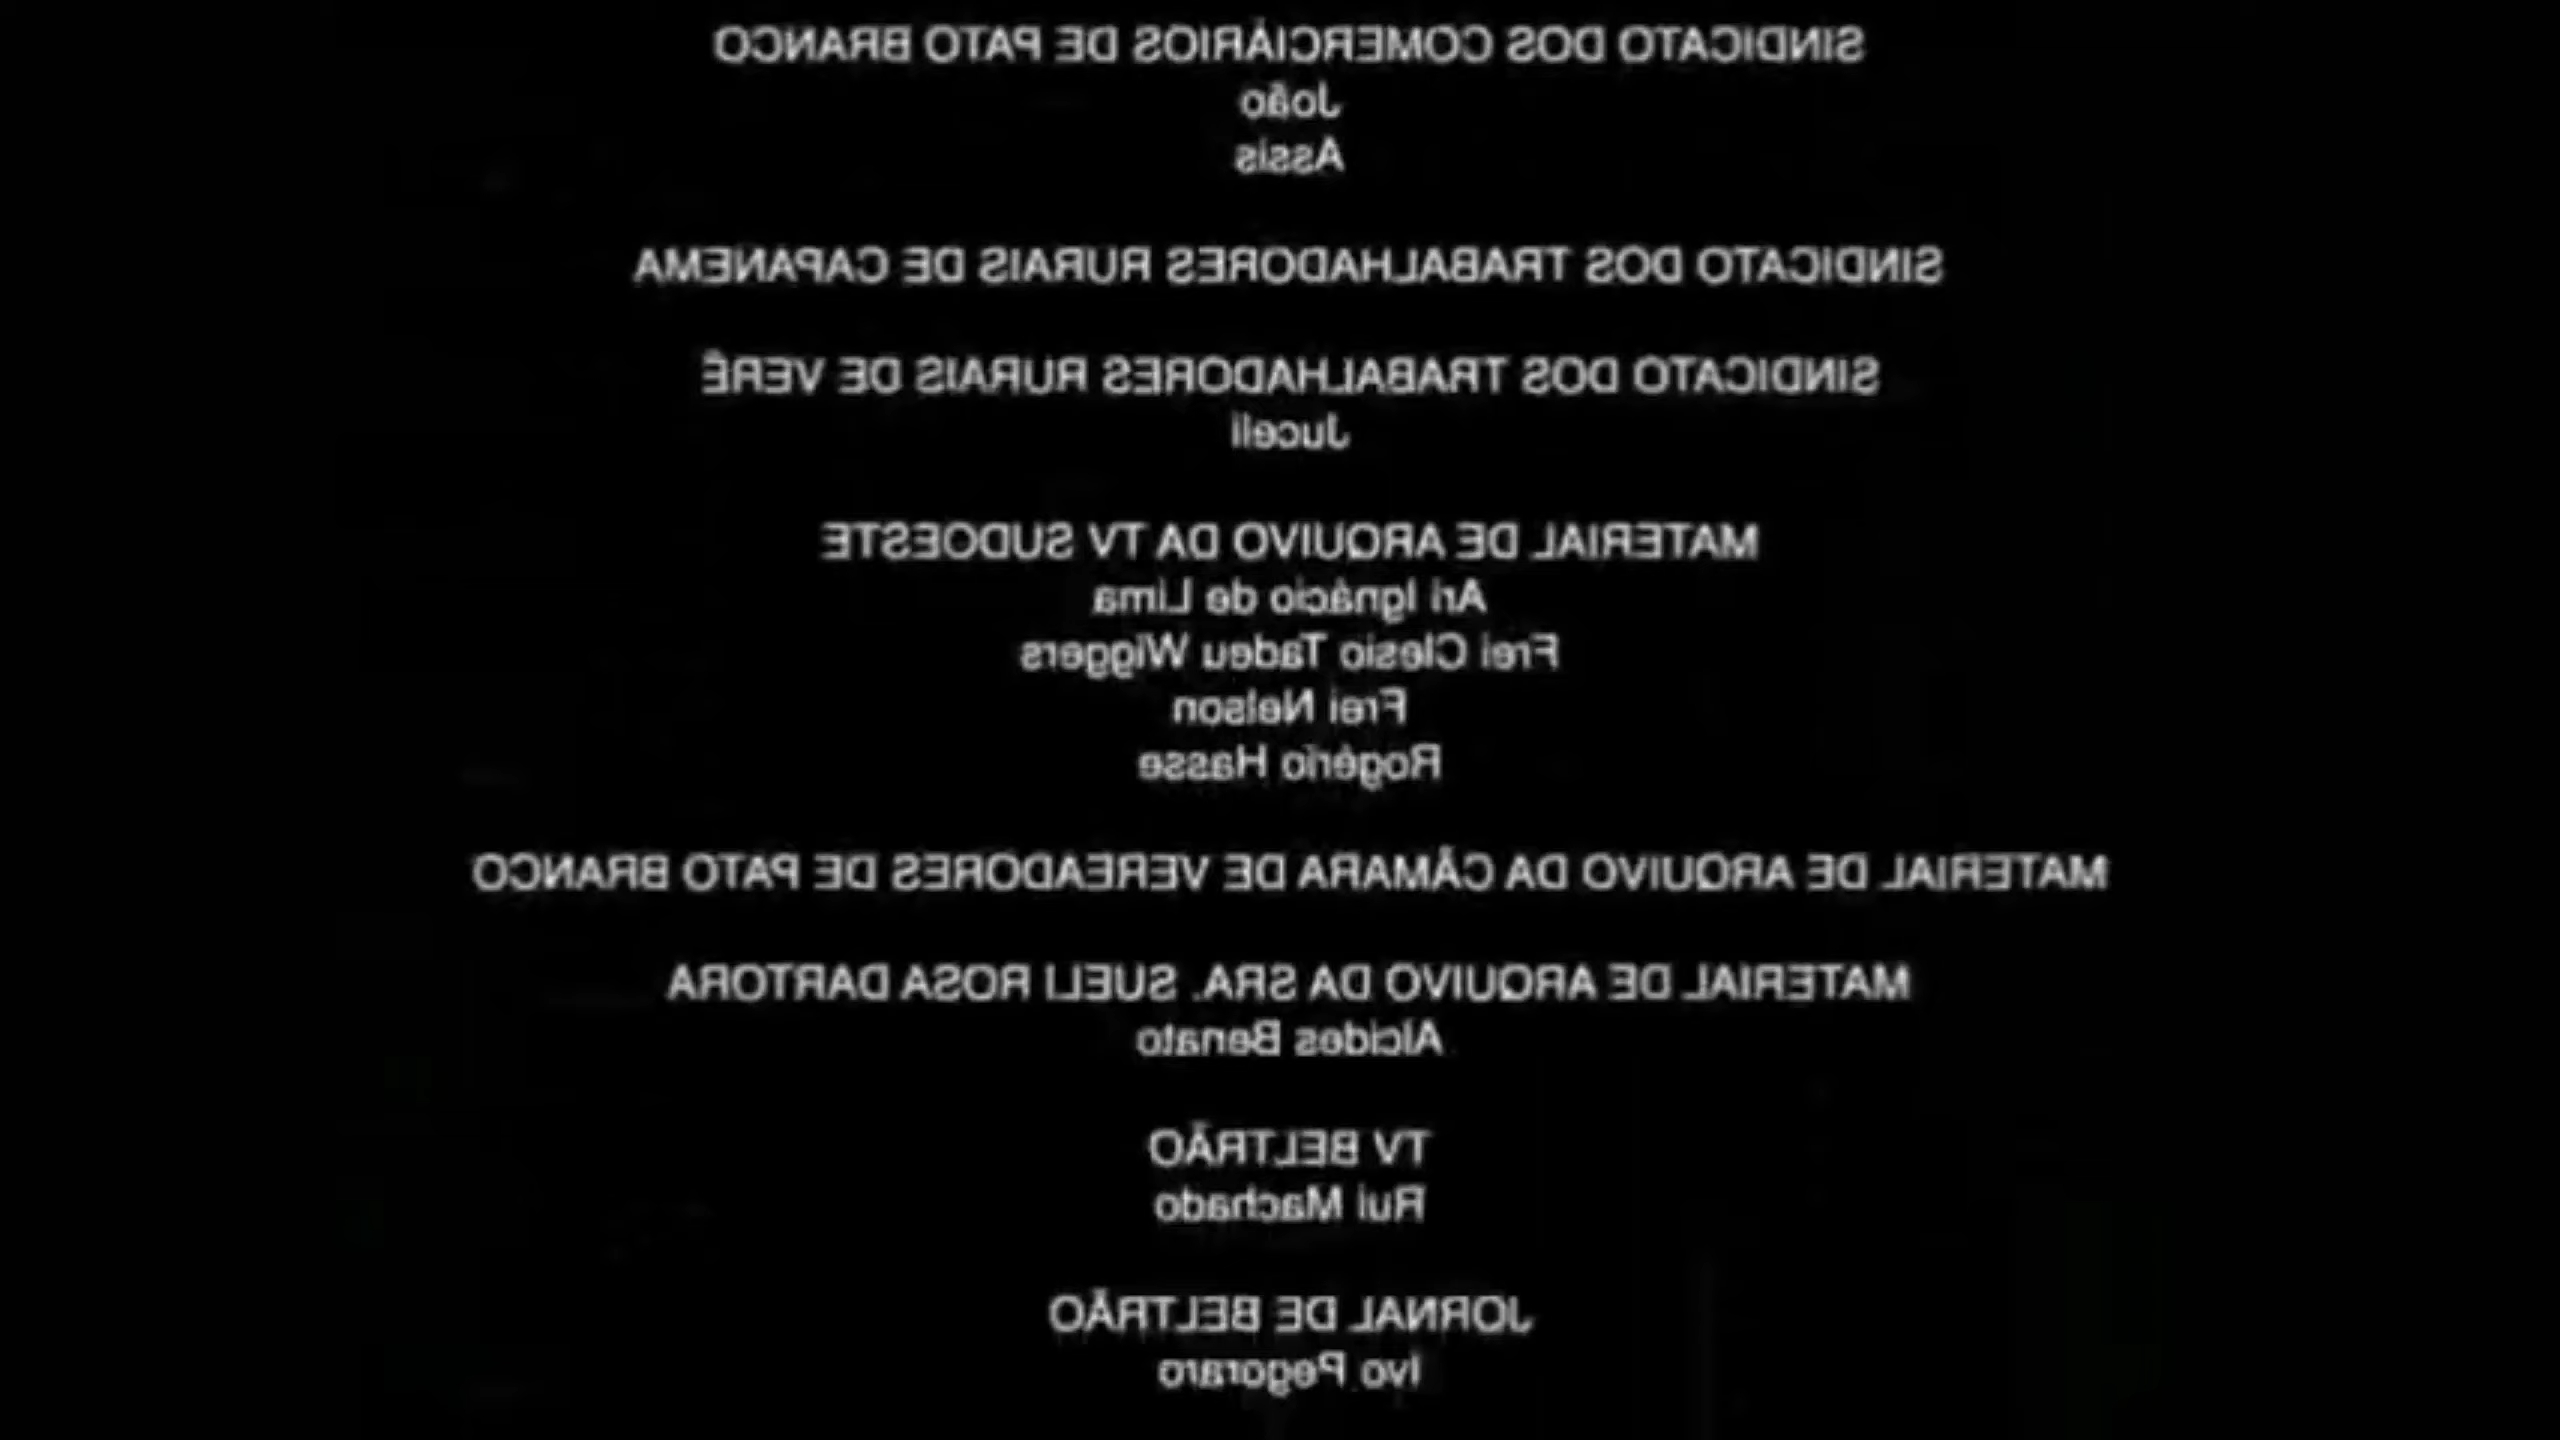 SINDICATO DOS COMERCIÁRIOS DE PATO BRANCO
João
Assis
SINDICATO DOS TRABALHADORES RURAIS DE CAPANEMA
SINDICATO DOS TRABALHADORES RURAIS DE VERÊ
Juceli
MATERIAL DE ARQUIVO DA TV SUDOESTE
Ari Ignácio de Lima
Frei Clesio Tadeu Wiggers
Frei Nelson
Rogério Hasse
MATERIAL DE ARQUIVO DA CÂMARA DE VEREADORES DE PATO BRANCO
MATERIAL DE ARQUIVO DA SRA. SUELI ROSA DARTORA
Alcides Benato
TV BELTRÃO
Rui Machado
JORNAL DE BELTRÃO
Ivo Pegoraro